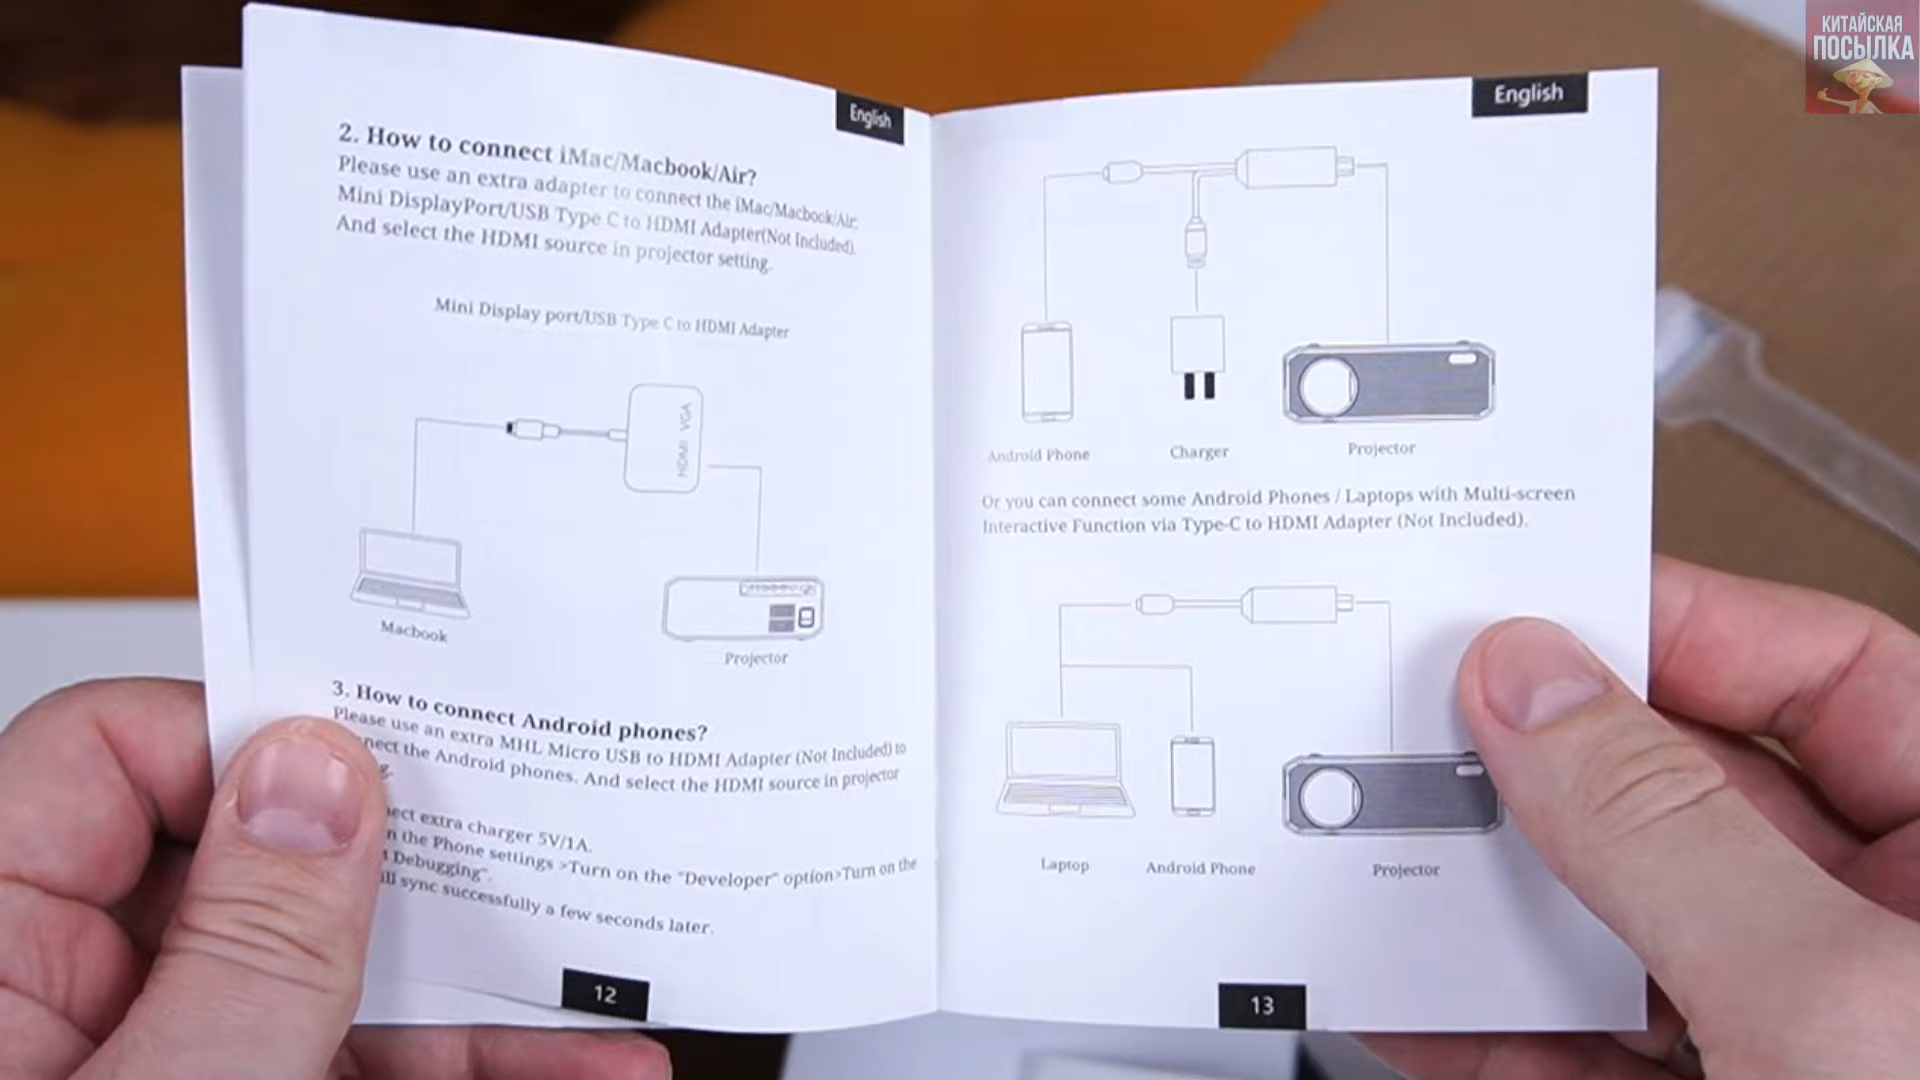 КИТАЙСКАЯ
ПОСЫЛКА
English
2. How to connect iMac/Macbook/Air?
Please use an extra adapter to connect the iMac/Macbook/Air.
Mini DisplayPort/USB Type C to HDMI Adapter(Not Included).
And select the HDMI source in projector setting.
Mini Display port/USB Type C to HDMI Adapter
HDMI VGA
Macbook
Projector
3. How to connect Android phones?
Please use an extra MHL Micro USB to HDMI Adapter (Not Included) to
the Android phones. And select the HDMI source in projector
extra charger 5V/1A.
the Phone settings >Turn on the "Developer" option>Turn on the
Debugging".
sync successfully a few seconds later.
12
English
Android Phone
Charger
Projector
Or you can connect some Android Phones / Laptops with Multi-screen
Interactive Function via Type-C to HDMI Adapter (Not Included).
Laptop
Android Phone
Projector
13